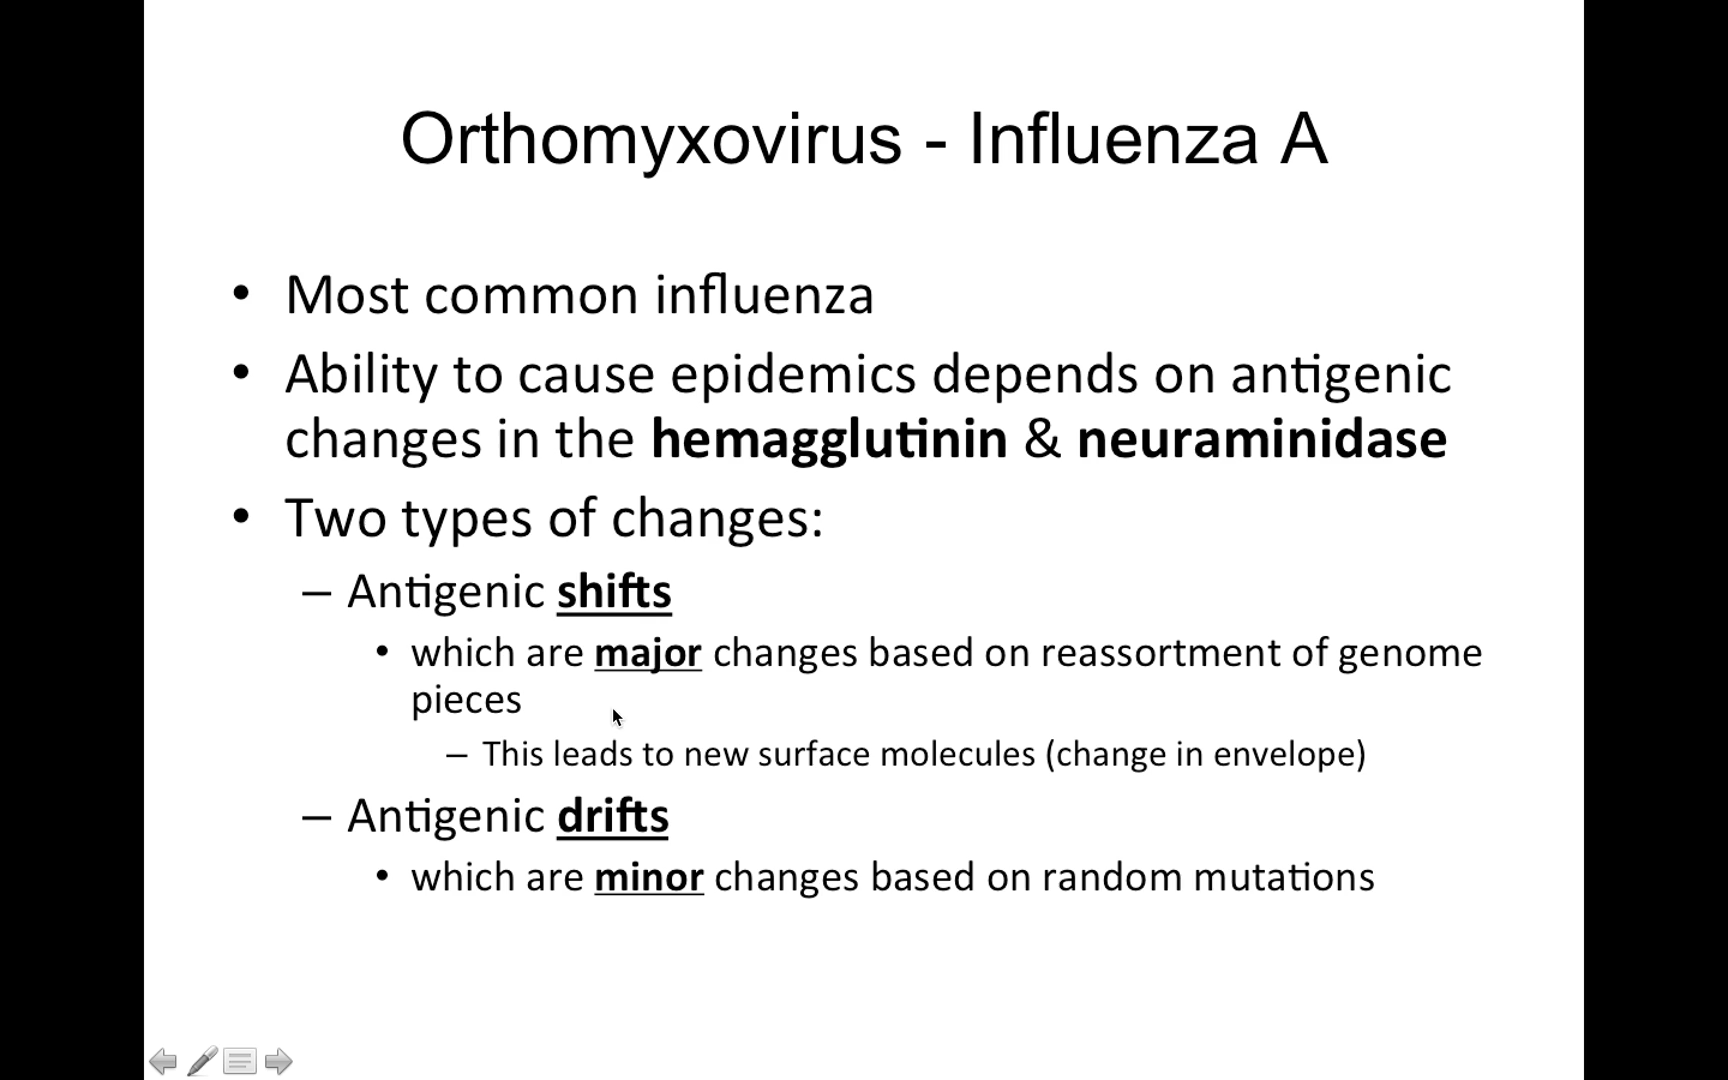 Orthomyxovirus - Influenza A
• Most common influenza
• Ability to cause epidemics depends on antigenic
changes in the hemagglutinin & neuraminidase
• Two types of changes:
– Antigenic shifts
• which are major changes based on reassortment of genome
pieces
– This leads to new surface molecules (change in envelope)
– Antigenic drifts
• which are minor changes based on random mutations